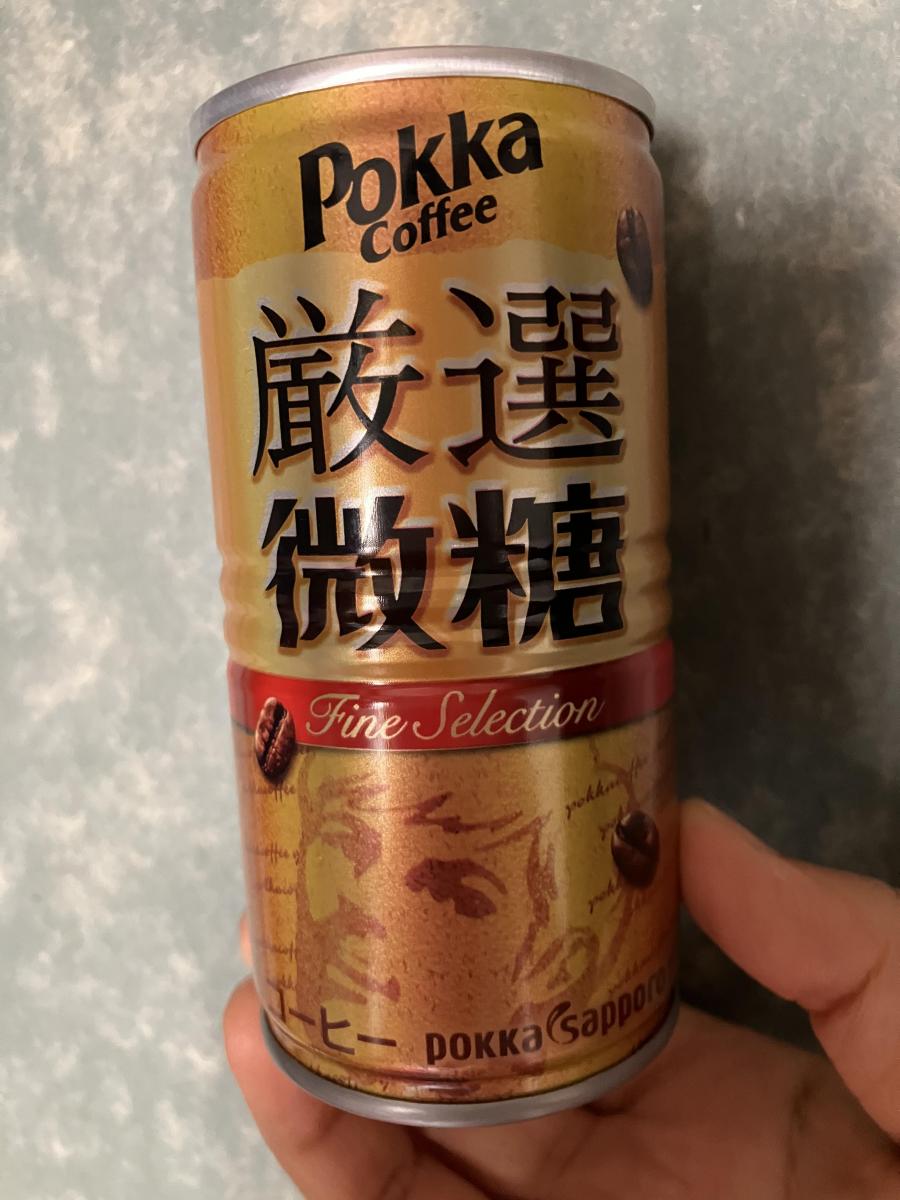 Pokka
Coffee
厳選
微糖
Fine Selection
コーヒー
pokka sapporo